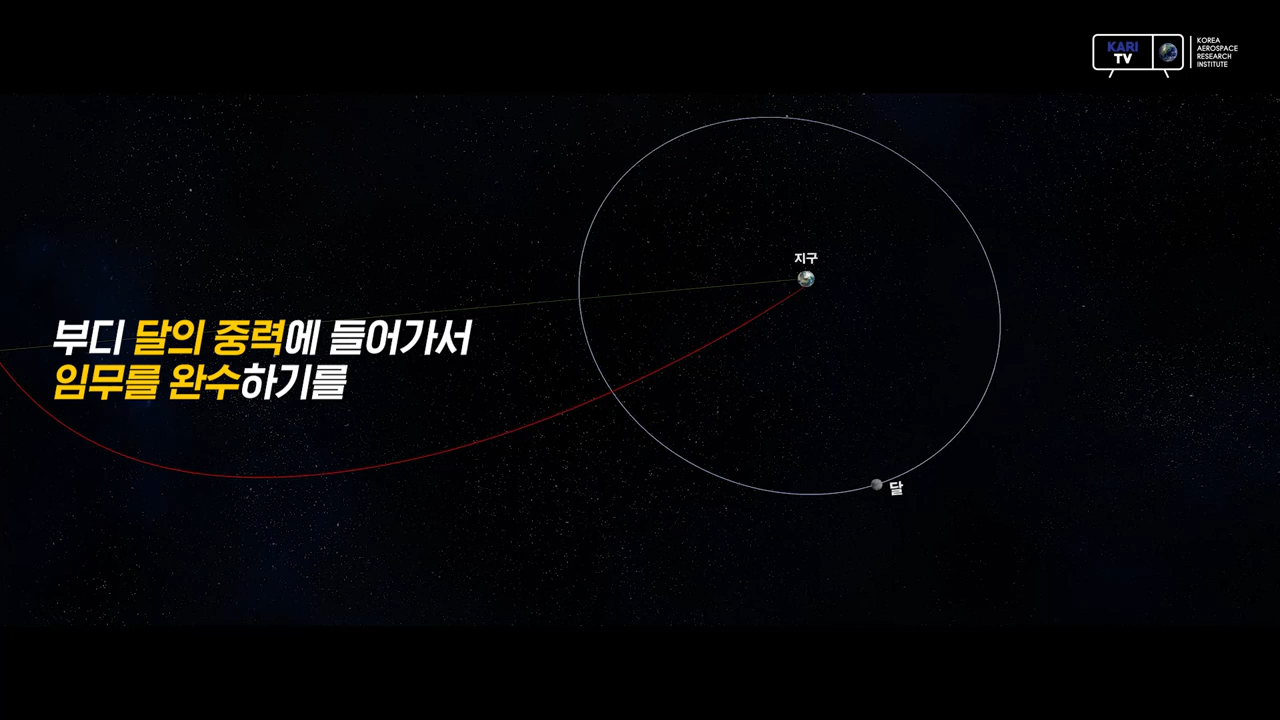 KARI
TV
KOREA
AEROSPACE
RESEARCH
INSTITUTE
지구
부디 달의 중력에 들어가서
임무를 완수하기를
달